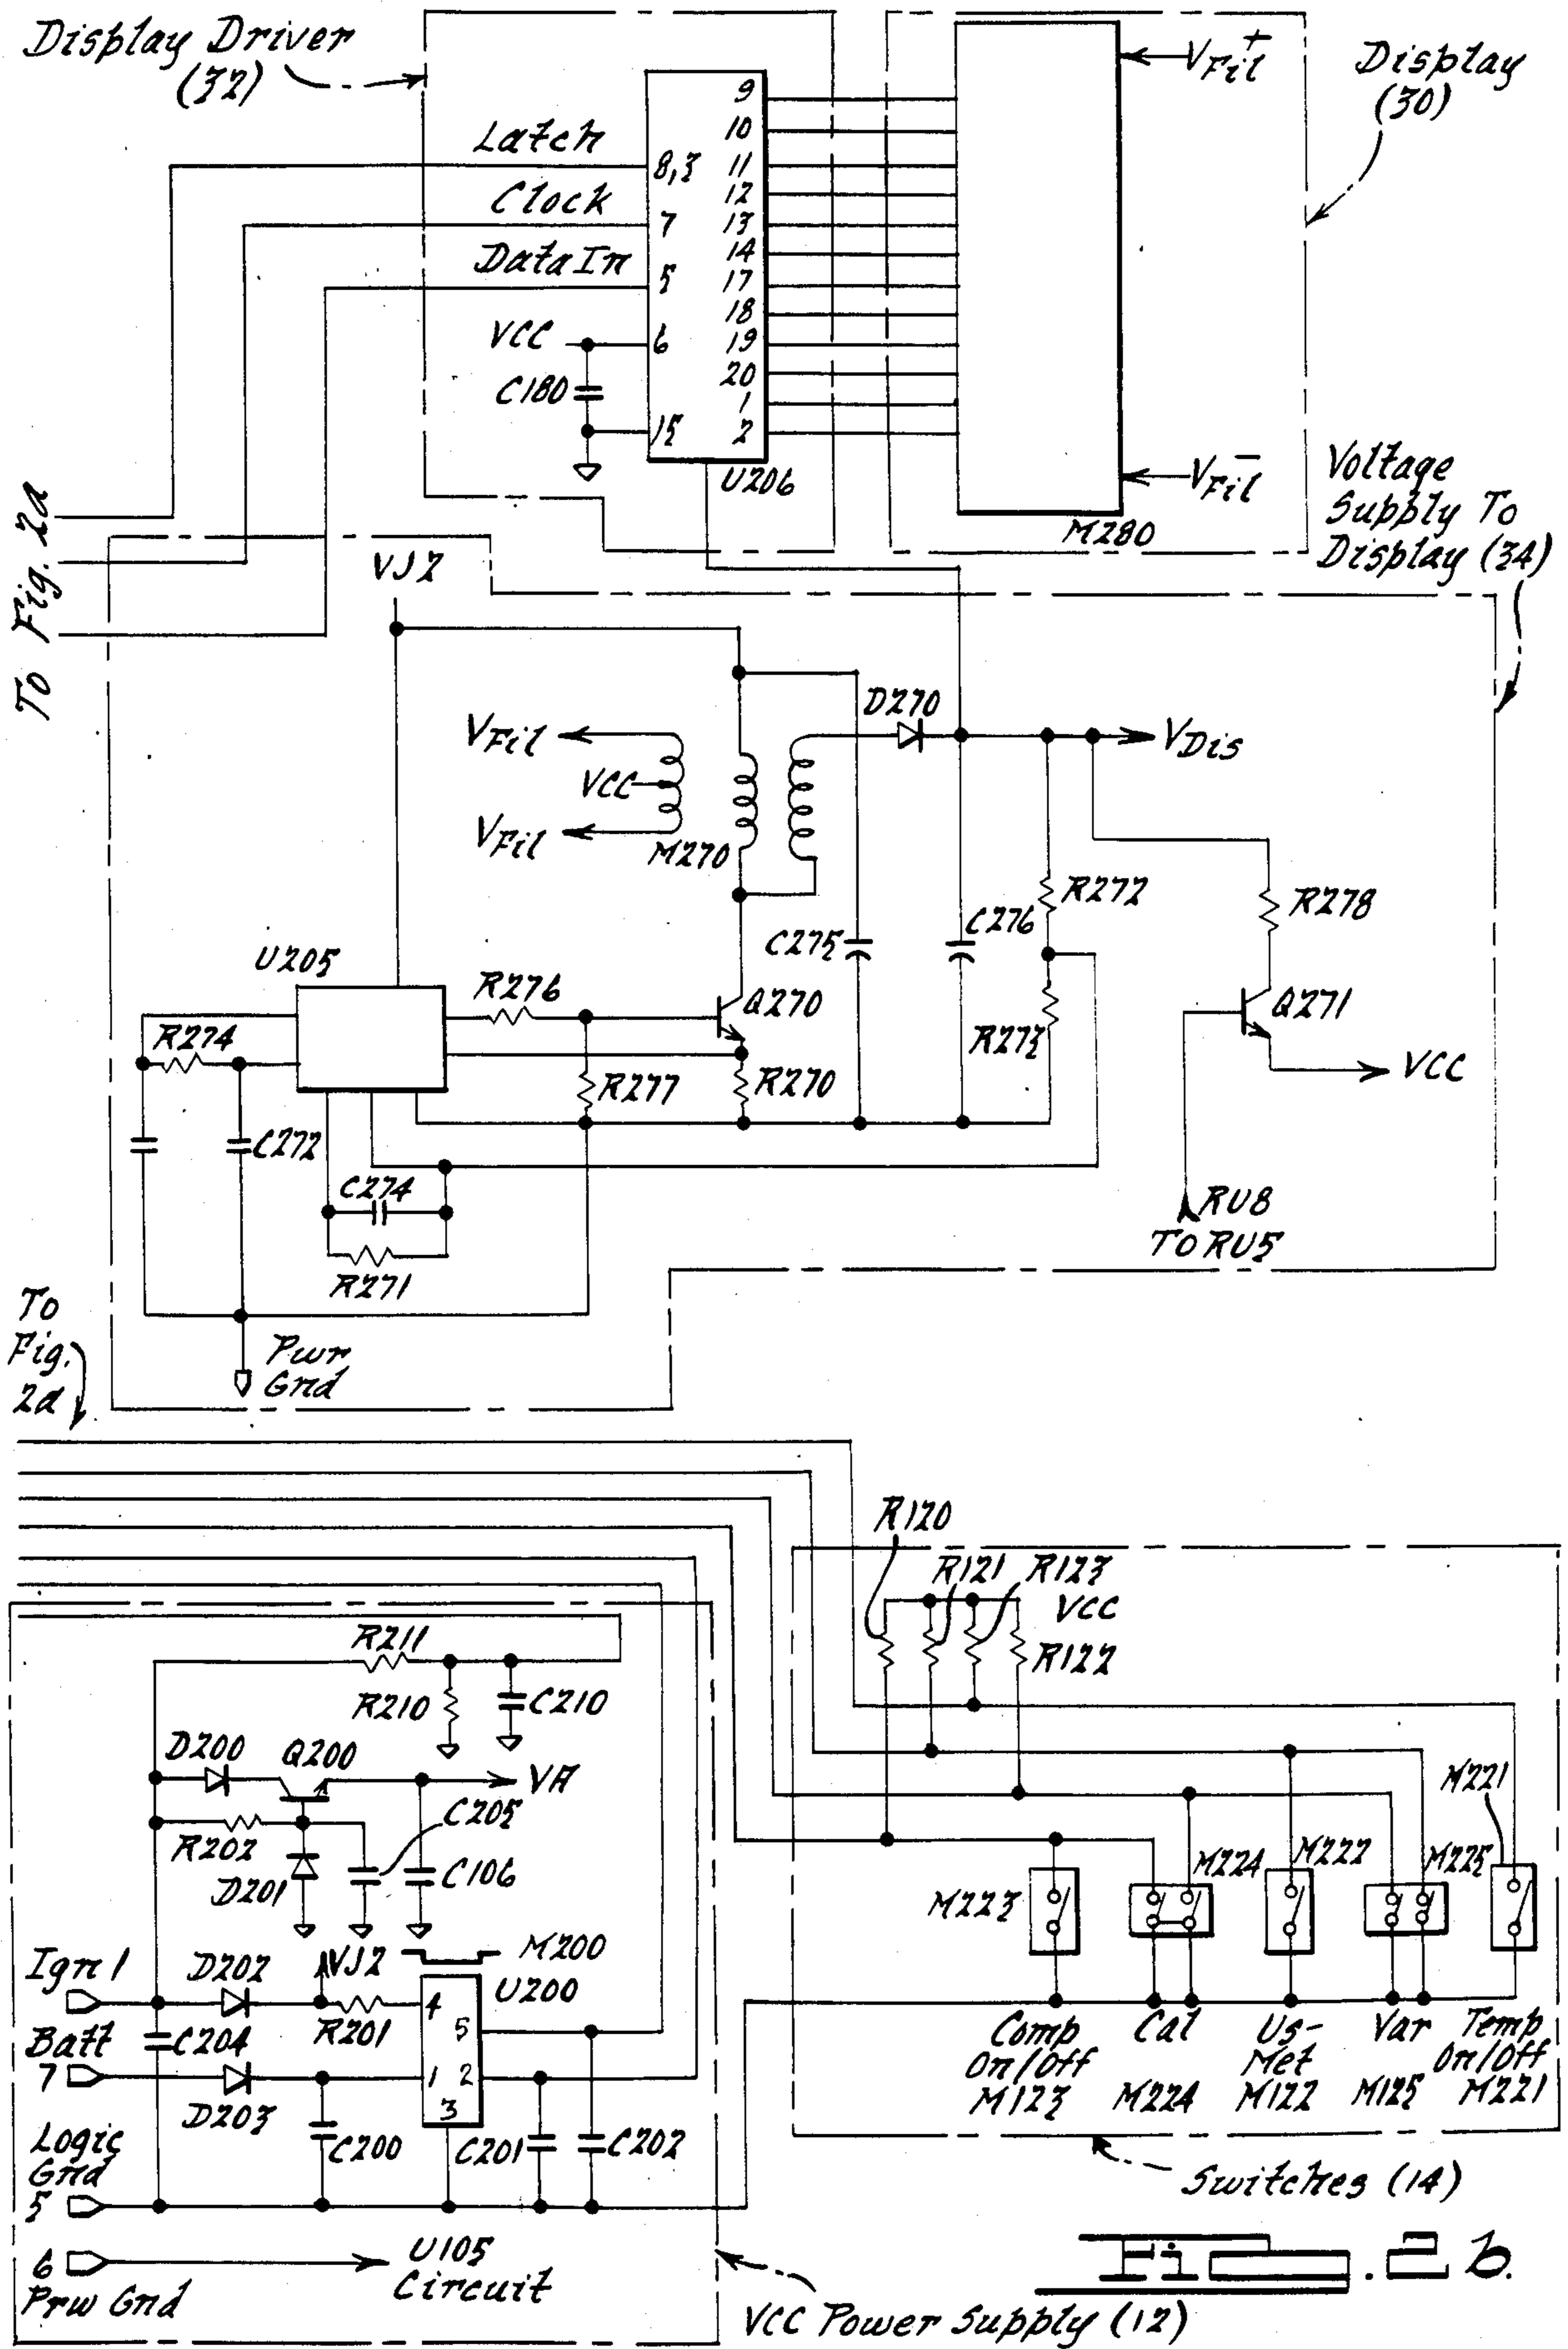 Display Driver
(32)
Display
(30)
Latch
Clock
Data In
VCC
C180
8,3
7
5
6
15
9
10
11
12
13
14
17
18
19
20
1
2
U206
VFil+
VFil−
M280
To Fig. 2a
Voltage
Supply To
Display (34)
VJ2
VFil
VCC
VFil
M270
D270
VDis
C275
C276
R272
R273
R278
Q271
VCC
RU8
TO RU5
U205
R276
Q270
R274
R277
R270
C272
C274
R271
Pwr
Gnd
To
Fig.
2a
R120
R121
R123
VCC
R122
R211
R210
C210
D200
Q200
VA
C205
R202
D201
C106
M221
M223
M224
M222
M225
Ign 1
D202
VJ2
M200
U200
R201
4
5
1
2
3
Batt
7
C204
D203
C200
C201
C202
Logic
Gnd
5
6
Prw Gnd
U105
Circuit
Comp
On/Off
M123
Cal
M224
Us-
Met
M122
Var
M125
Temp
On/Off
M221
Switches (14)
VCC Power Supply (12)
Fig. 2b.